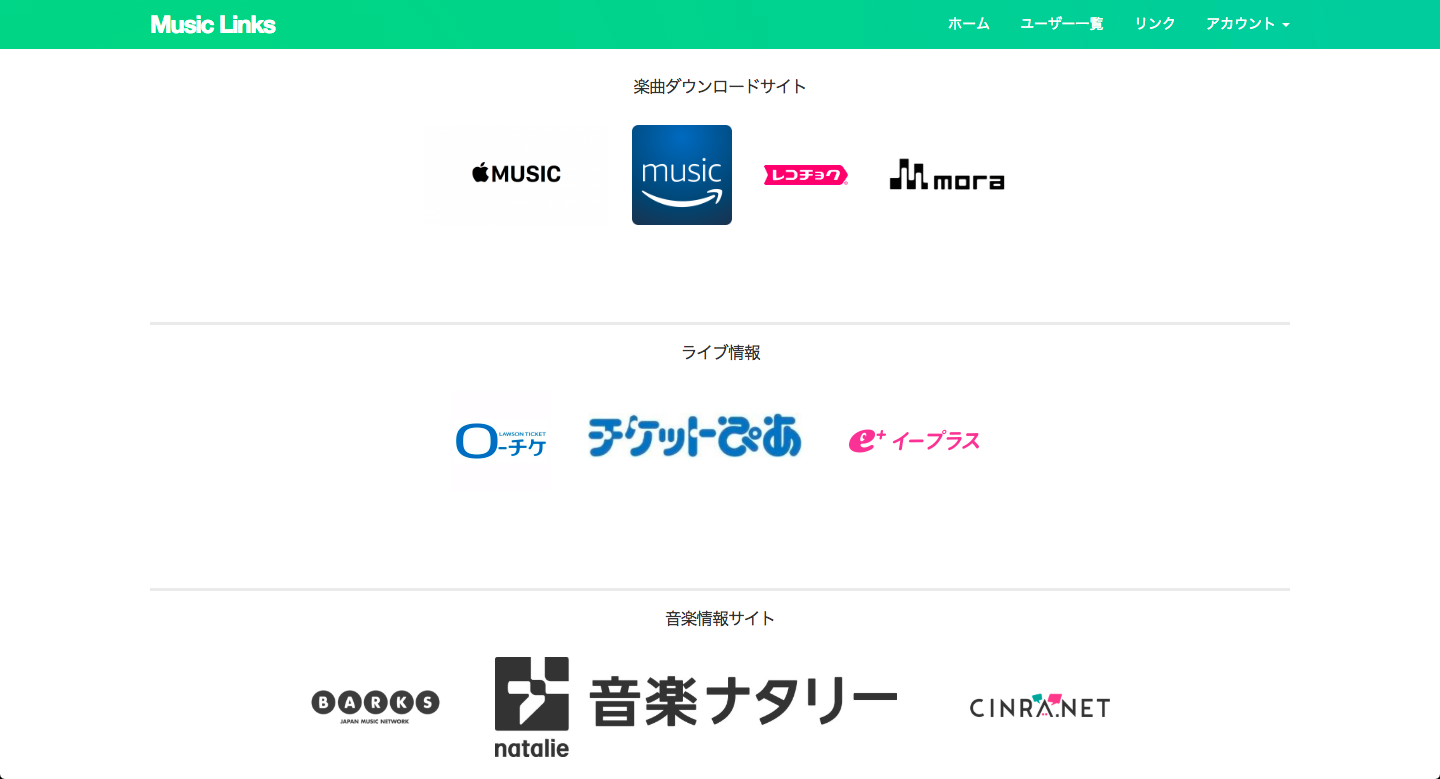 Music Links
ホーム ユーザー一覧 リンク アカウント
楽曲ダウンロードサイト
MUSIC
music
レコチョク
mora
ライブ情報
LAWSON TICKET
ローチケ
チケットぴあ
e+ イープラス
音楽情報サイト
BARKS
JAPAN MUSIC NETWORK
natalie
音楽ナタリー
CINRA.NET